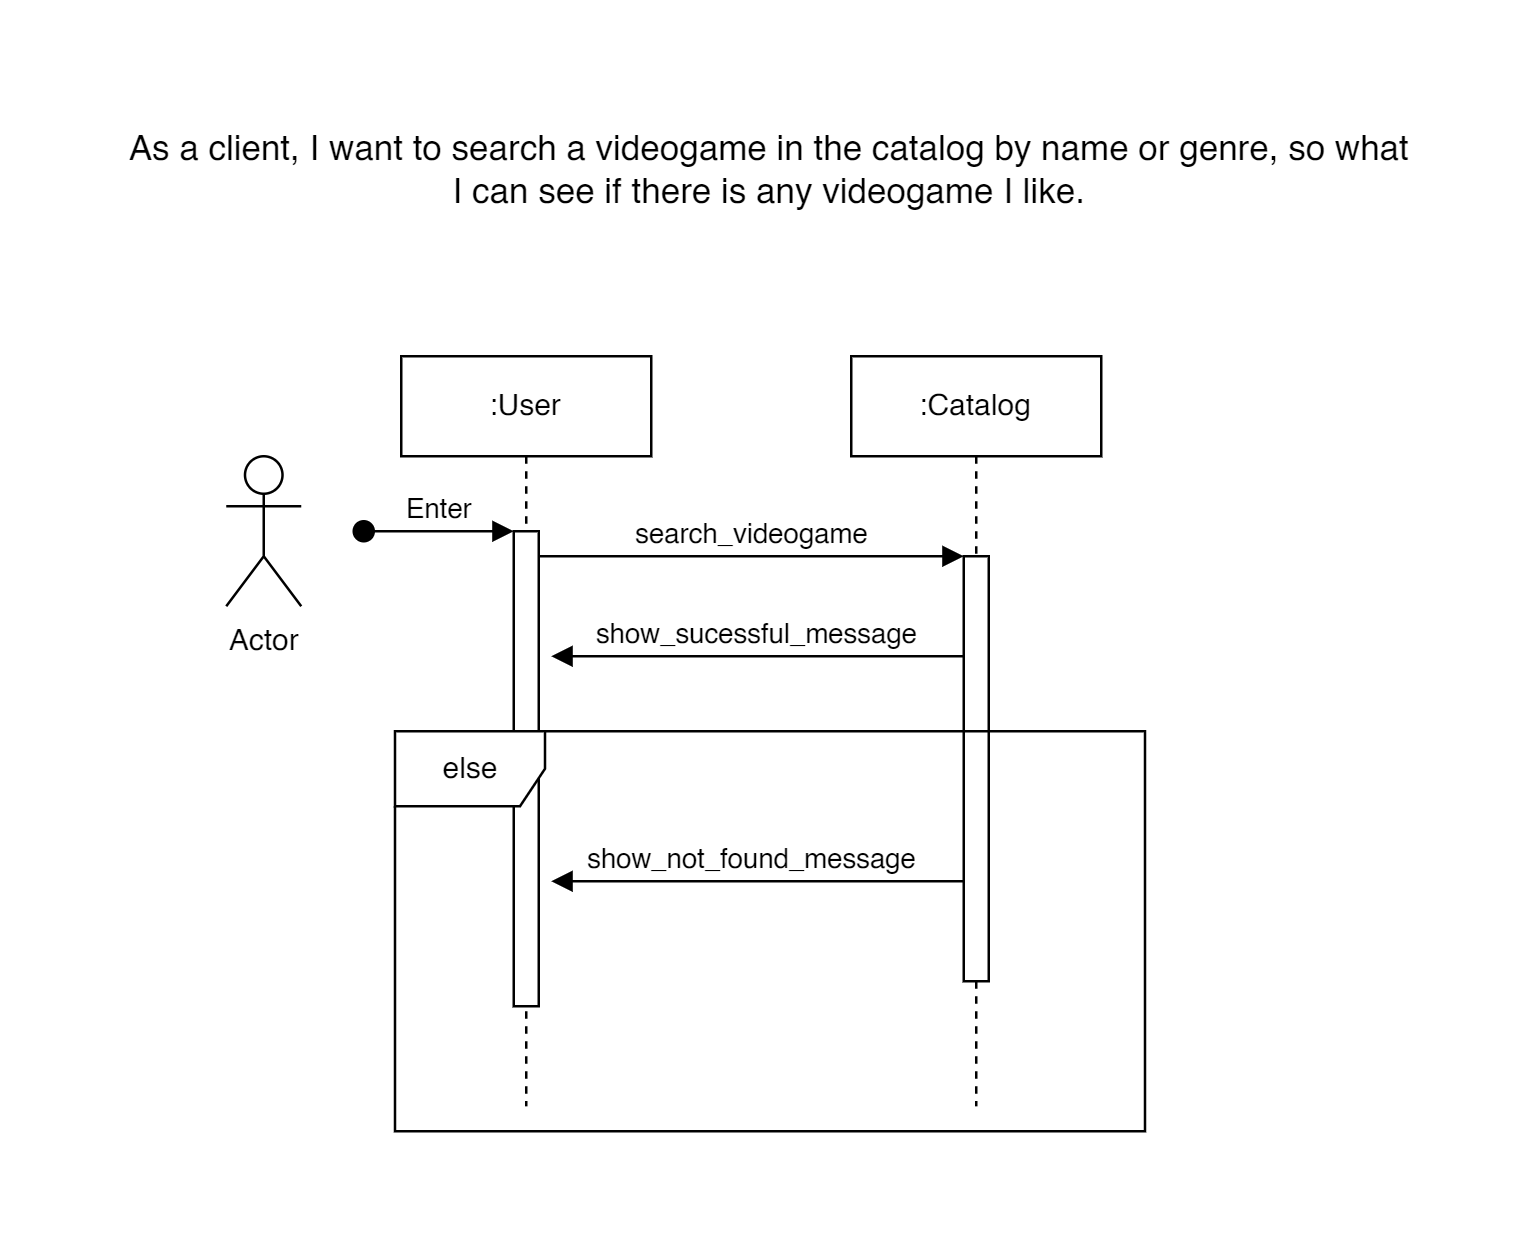 As a client, I want to search a videogame in the catalog by name or genre, so what
I can see if there is any videogame I like.
:User
:Catalog
Enter
search_videogame
show_sucessful_message
Actor
else
show_not_found_message